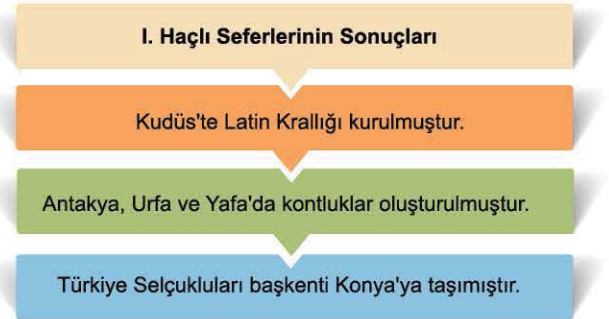 I. Haçlı Seferlerinin Sonuçları
Kudüs'te Latin Krallığı kurulmuştur.
Antakya, Urfa ve Yafa'da kontluklar oluşturulmuştur.
Türkiye Selçukluları başkenti Konya'ya taşımıştır.